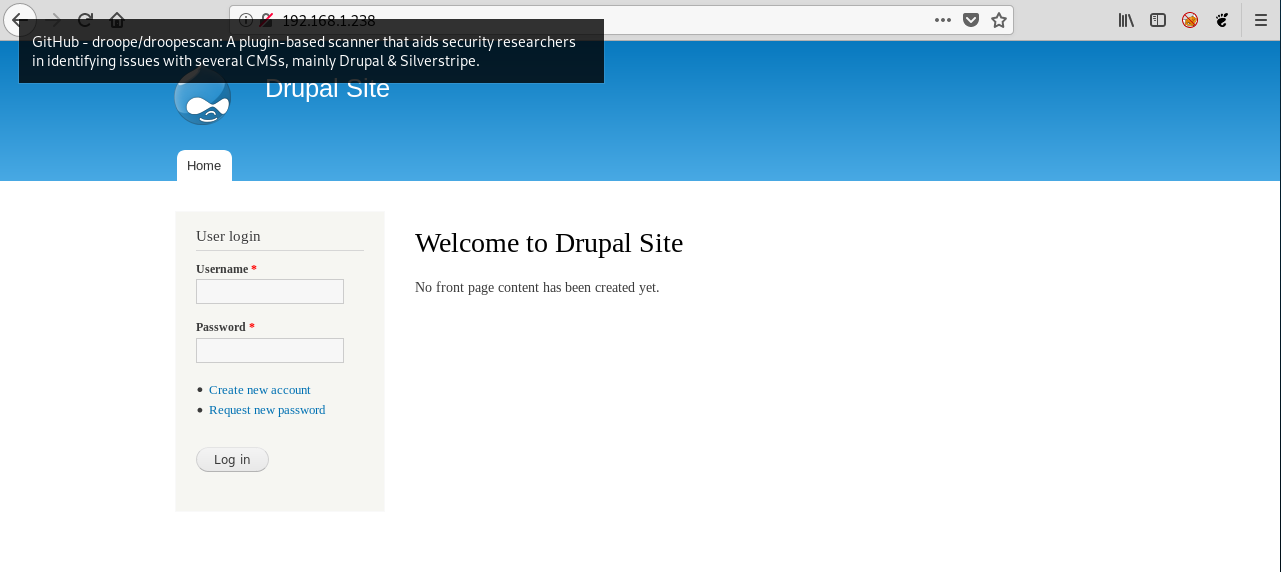 192.168.1.238
GitHub - droope/droopescan: A plugin-based scanner that aids security researchers
in identifying issues with several CMSs, mainly Drupal & Silverstripe.
Drupal Site
Home
User login
Username *
Password *
Create new account
Request new password
Log in
Welcome to Drupal Site
No front page content has been created yet.